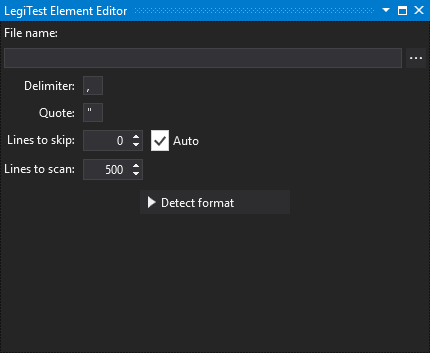 LegiTest Element Editor
File name:
...
Delimiter: ,
Quote: "
Lines to skip: 0 Auto
Lines to scan: 500
Detect format